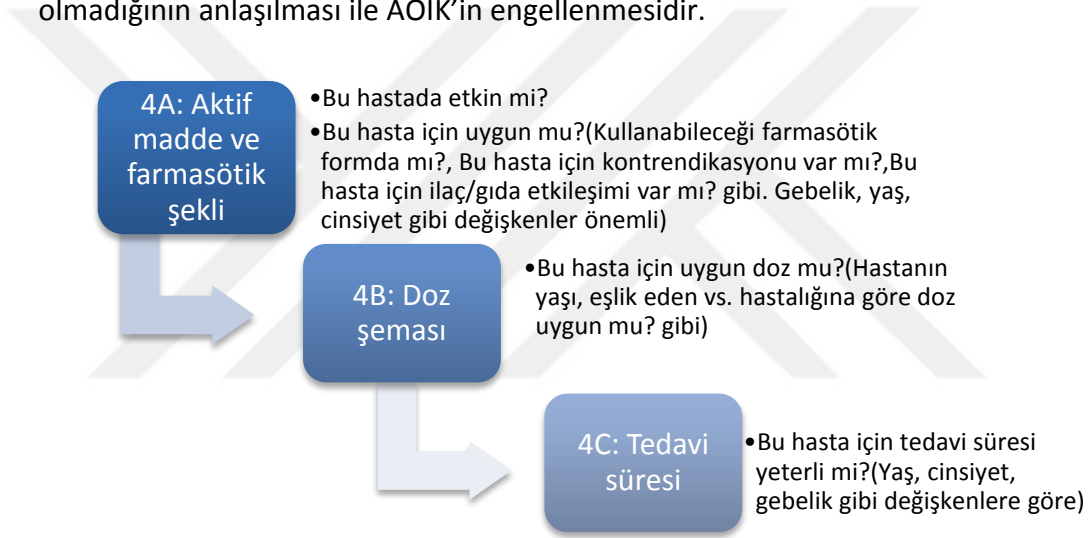 olmadığının anlaşılması ile AOİK’in engellenmesidir.
4A: Aktif
madde ve
farmasötik
şekli
•Bu hastada etkin mi?
•Bu hasta için uygun mu?(Kullanabileceği farmasötik
formda mı?, Bu hasta için kontrendikasyonu var mı?,Bu
hasta için ilaç/gıda etkileşimi var mı? gibi. Gebelik, yaş,
cinsiyet gibi değişkenler önemli)
4B: Doz
şeması
•Bu hasta için uygun doz mu?(Hastanın
yaşı, eşlik eden vs. hastalığına göre doz
uygun mu? gibi)
4C: Tedavi
süresi
•Bu hasta için tedavi süresi
yeterli mi?(Yaş, cinsiyet,
gebelik gibi değişkenlere göre)